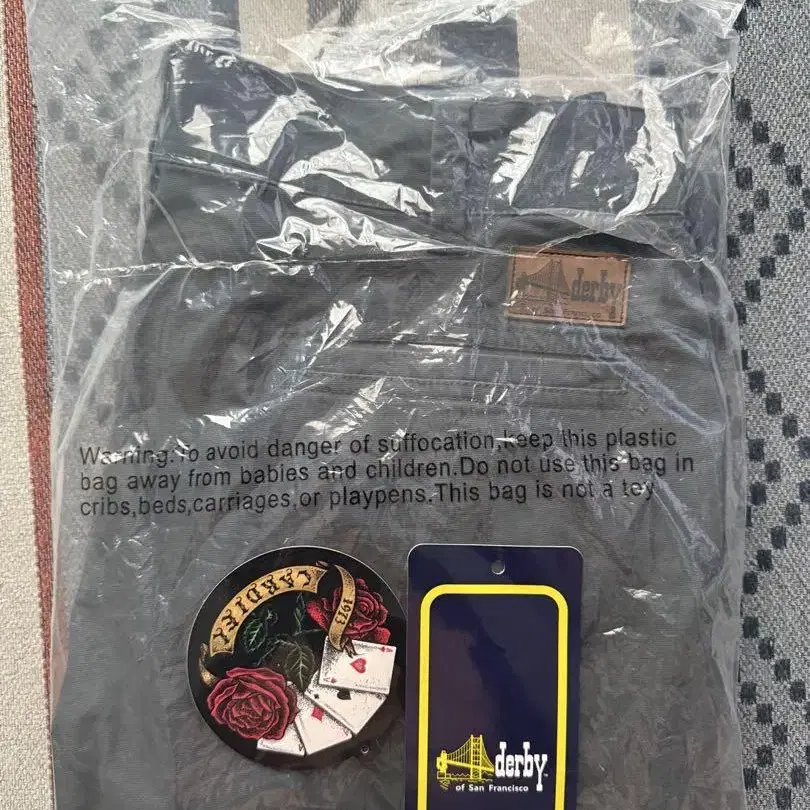 derby
Warning:To avoid danger of suffocation,keep this plastic
bag away from babies and children.Do not use this bag in
cribs,beds,carriages,or playpens.This bag is not a toy
CARDIFF
1973
A
derby
of San Francisco